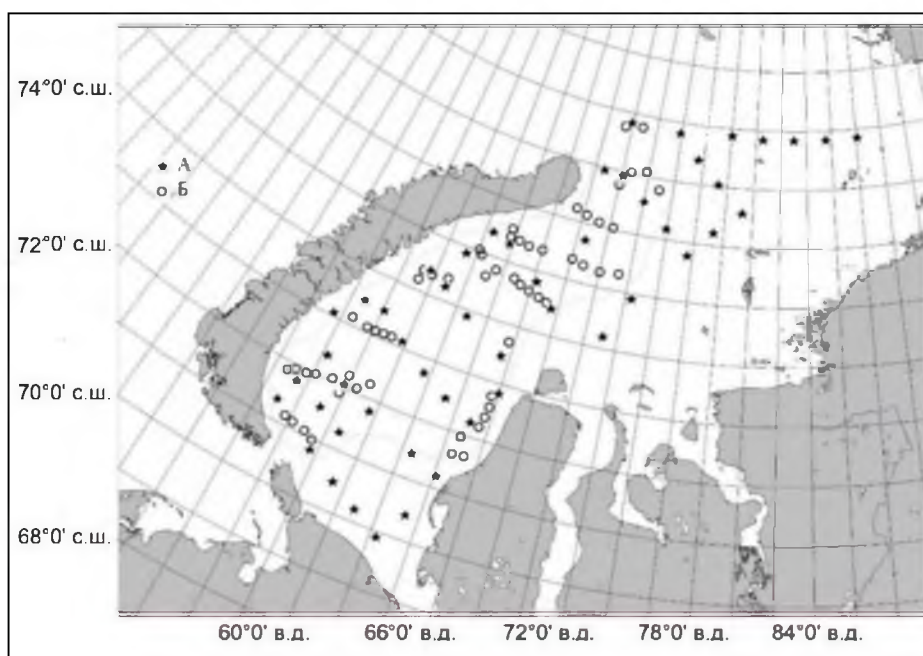 74°0' с.ш.
А
Б
72°0' с.ш.
70°0' с.ш.
68°0' с.ш.
60°0' в.д. 66°0' в.д. 72°0' в.д. 78°0' в.д. 84°0' в.д.